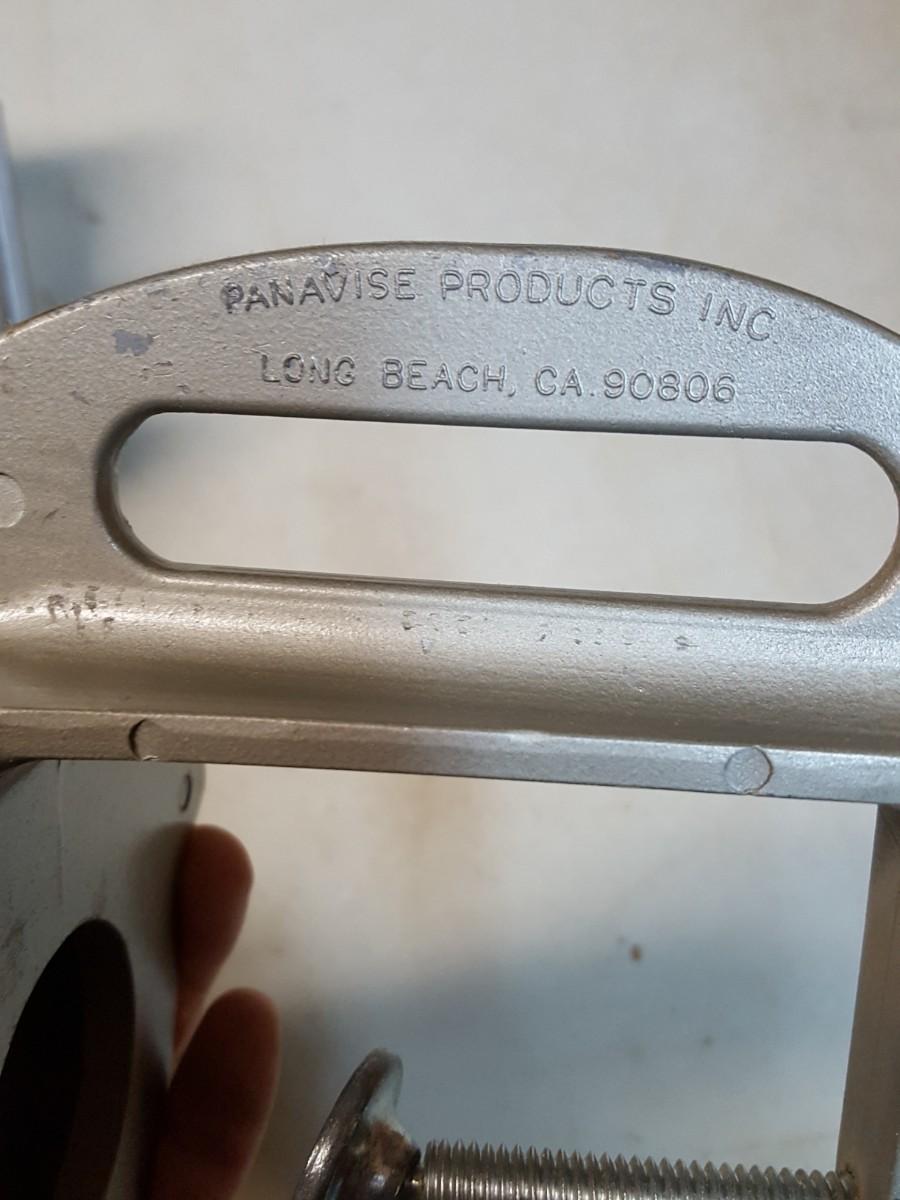 PANAVISE PRODUCTS INC
LONG BEACH, CA.90806